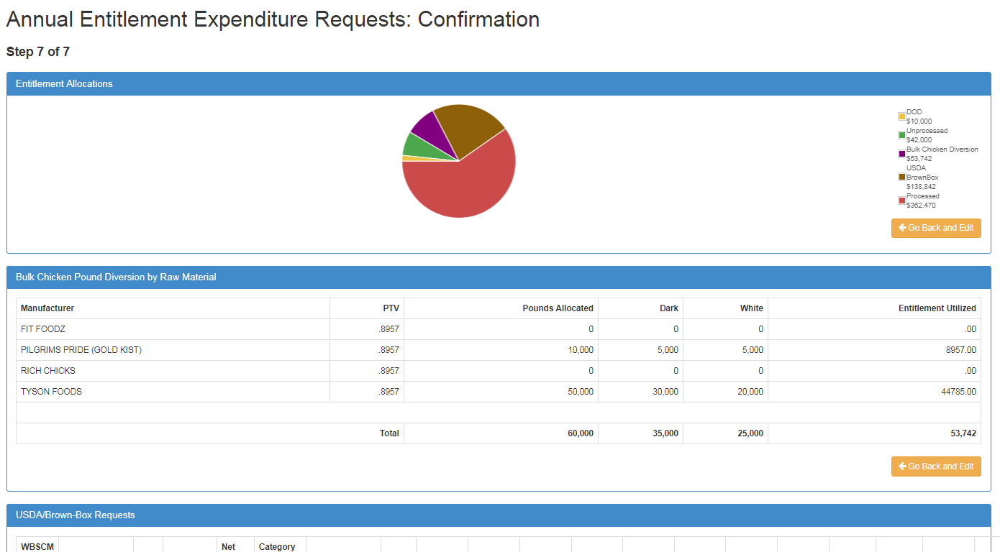 Annual Entitlement Expenditure Requests: Confirmation
Step 7 of 7
Entitlement Allocations
DOD
$10,000
Unprocessed
$42,000
Bulk Chicken Diversion
$53,742
USDA
BrownBox
$138,842
Processed
$362,470
Go Back and Edit
Bulk Chicken Pound Diversion by Raw Material
Manufacturer PTV Pounds Allocated Dark White Entitlement Utilized
FIT FOODZ .8957 0 0 0 .00
PILGRIMS PRIDE (GOLD KIST) .8957 10,000 5,000 5,000 8957.00
RICH CHICKS .8957 0 0 0 .00
TYSON FOODS .8957 50,000 30,000 20,000 44785.00
Total 60,000 35,000 25,000 53,742
Go Back and Edit
USDA/Brown-Box Requests
WBSCM Net Category